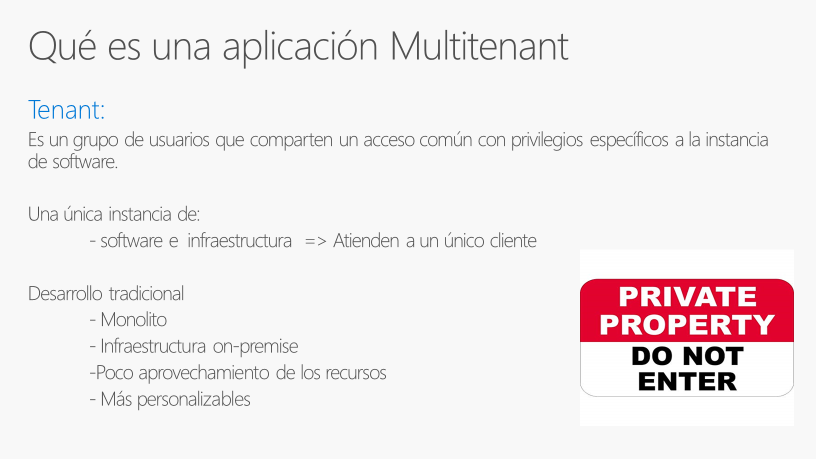 Qué es una aplicación Multitenant
Tenant:
Es un grupo de usuarios que comparten un acceso común con privilegios específicos a la instancia
de software.
Una única instancia de:
- software e infraestructura => Atienden a un único cliente
Desarrollo tradicional
- Monolito
- Infraestructura on-premise
-Poco aprovechamiento de los recursos
- Más personalizables
PRIVATE
PROPERTY
DO NOT
ENTER